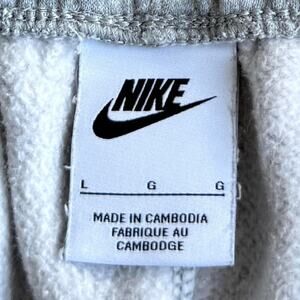 NIKE
L G G
MADE IN CAMBODIA
FABRIQUE AU
CAMBODGE